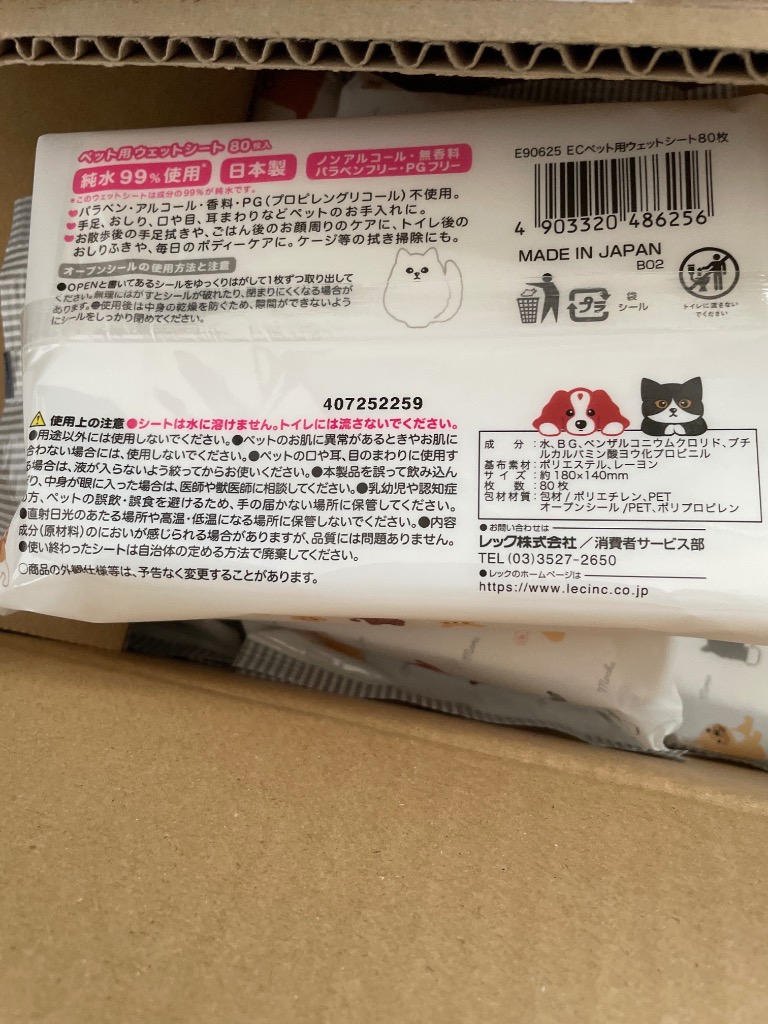 ペット用ウェットシート 80枚入
純水99%使用*
日本製
ノンアルコール・無香料
パラベンフリー・PGフリー
*このウェットシートは成分の99%が純水です。
♥パラベン・アルコール・香料・PG(プロピレングリコール)不使用。
♥手足、おしり、口や目、耳まわりなどペットのお手入れに。
♥お散歩後の手足拭きや、ごはん後のお顔周りのケアに、トイレ後の
おしりふきや、毎日のボディーケアに。ケージ等の拭き掃除にも。
オープンシールの使用方法と注意
●OPENと書いてあるシールをゆっくりはがして1枚ずつ取り出して
ください。無理にはがすとシールが破れたり、閉まりにくくなる場合が
あります。●使用後は中身の乾燥を防ぐため、隙間ができないよう
にシールをしっかり閉めてください。
E90625 ECペット用ウェットシート80枚
4 903320 486256
MADE IN JAPAN
B02
プラ
袋
シール
トイレに流さない
でください
407252259
使用上の注意 ●シートは水に溶けません。トイレには流さないでください。
●用途以外には使用しないでください。●ペットのお肌に異常があるときやお肌に
合わない場合には、使用しないでください。●ペットの口や耳、目のまわりに使用す
る場合は、液が入らないよう絞ってからお使いください。●本製品を誤って飲み込ん
だり、中身が眼に入った場合は、医師や獣医師に相談してください。●乳幼児や認知症
の方、ペットの誤飲・誤食を避けるため、手の届かない場所に保管してください。
●直射日光のあたる場所や高温・低温になる場所に保管しないでください。●内容
成分(原材料)のにおいが感じられる場合がありますが、品質には問題ありません。
●使い終わったシートは自治体の定める方法で廃棄してください。
○商品の外観仕様等は、予告なく変更することがあります。
成分:水、BG、ベンザルコニウムクロリド、ブチ
ルカルバミン酸ヨウ化プロピニル
基布素材:ポリエステル、レーヨン
サイズ:約180×140mm
枚数:80枚
包材材質:包材/ポリエチレン、PET
オープンシール/PET、ポリプロピレン
●お問い合わせは
レック株式会社/消費者サービス部
TEL(03)3527-2650
●レックのホームページは
https://www.lecinc.co.jp